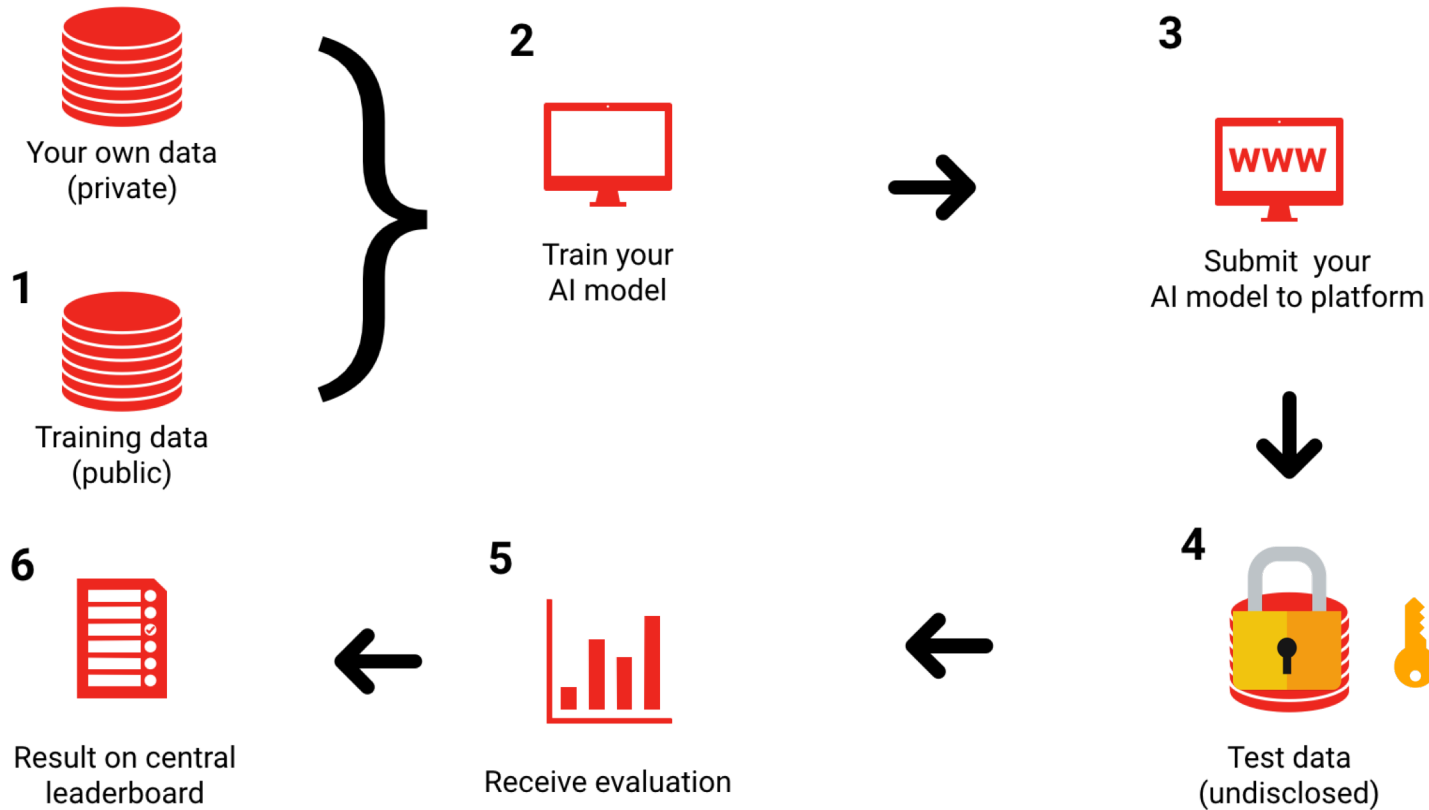 Your own data
(private)
1
Training data
(public)
2
Train your
AI model
3
www
Submit your
AI model to platform
4
Test data
(undisclosed)
5
Receive evaluation
6
Result on central
leaderboard